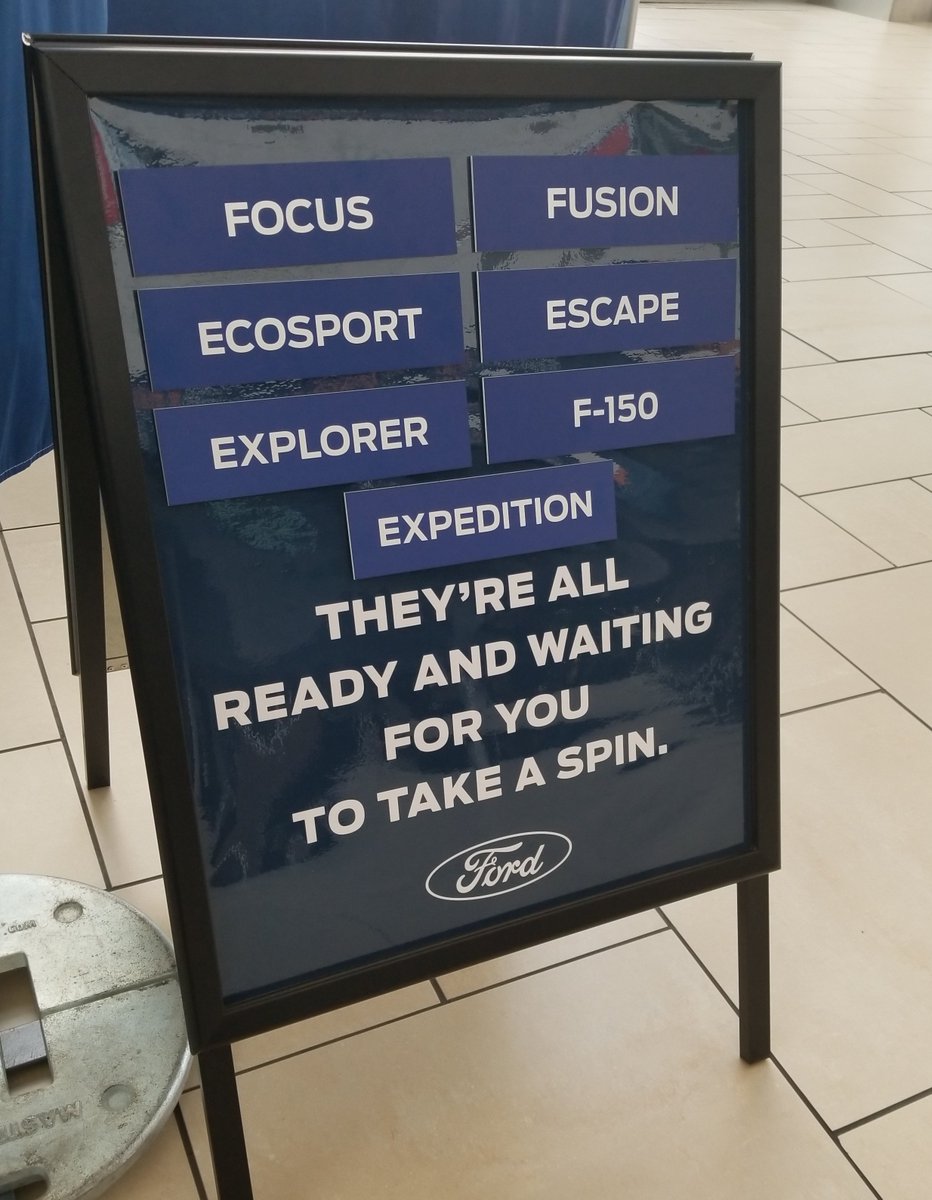 FOCUS
FUSION
ECOSPORT
ESCAPE
EXPLORER
F-150
EXPEDITION
THEY'RE ALL
READY AND WAITING
FOR YOU
TO TAKE A SPIN.
Ford